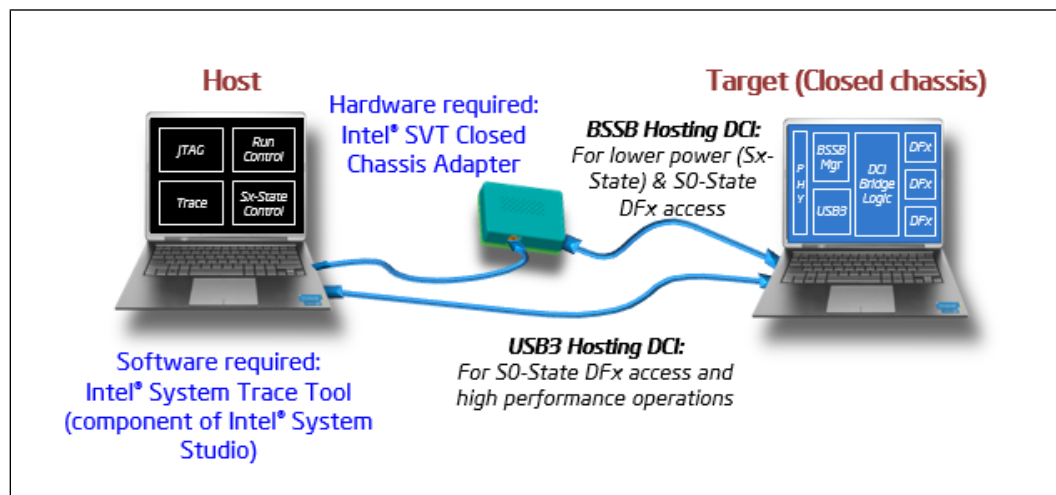 Host
Target (Closed chassis)
Hardware required:
Intel® SVT Closed
Chassis Adapter
BSSB Hosting DCI:
For lower power (Sx-
State) & S0-State
DFx access
JTAG
Run
Control
Trace
Sx-State
Control
P
H
Y
BSSB
Mgr
USB3
DCI
Bridge
Logic
DFx
DFx
DFx
Software required:
Intel® System Trace Tool
(component of Intel® System
Studio)
USB3 Hosting DCI:
For S0-State DFx access and
high performance operations